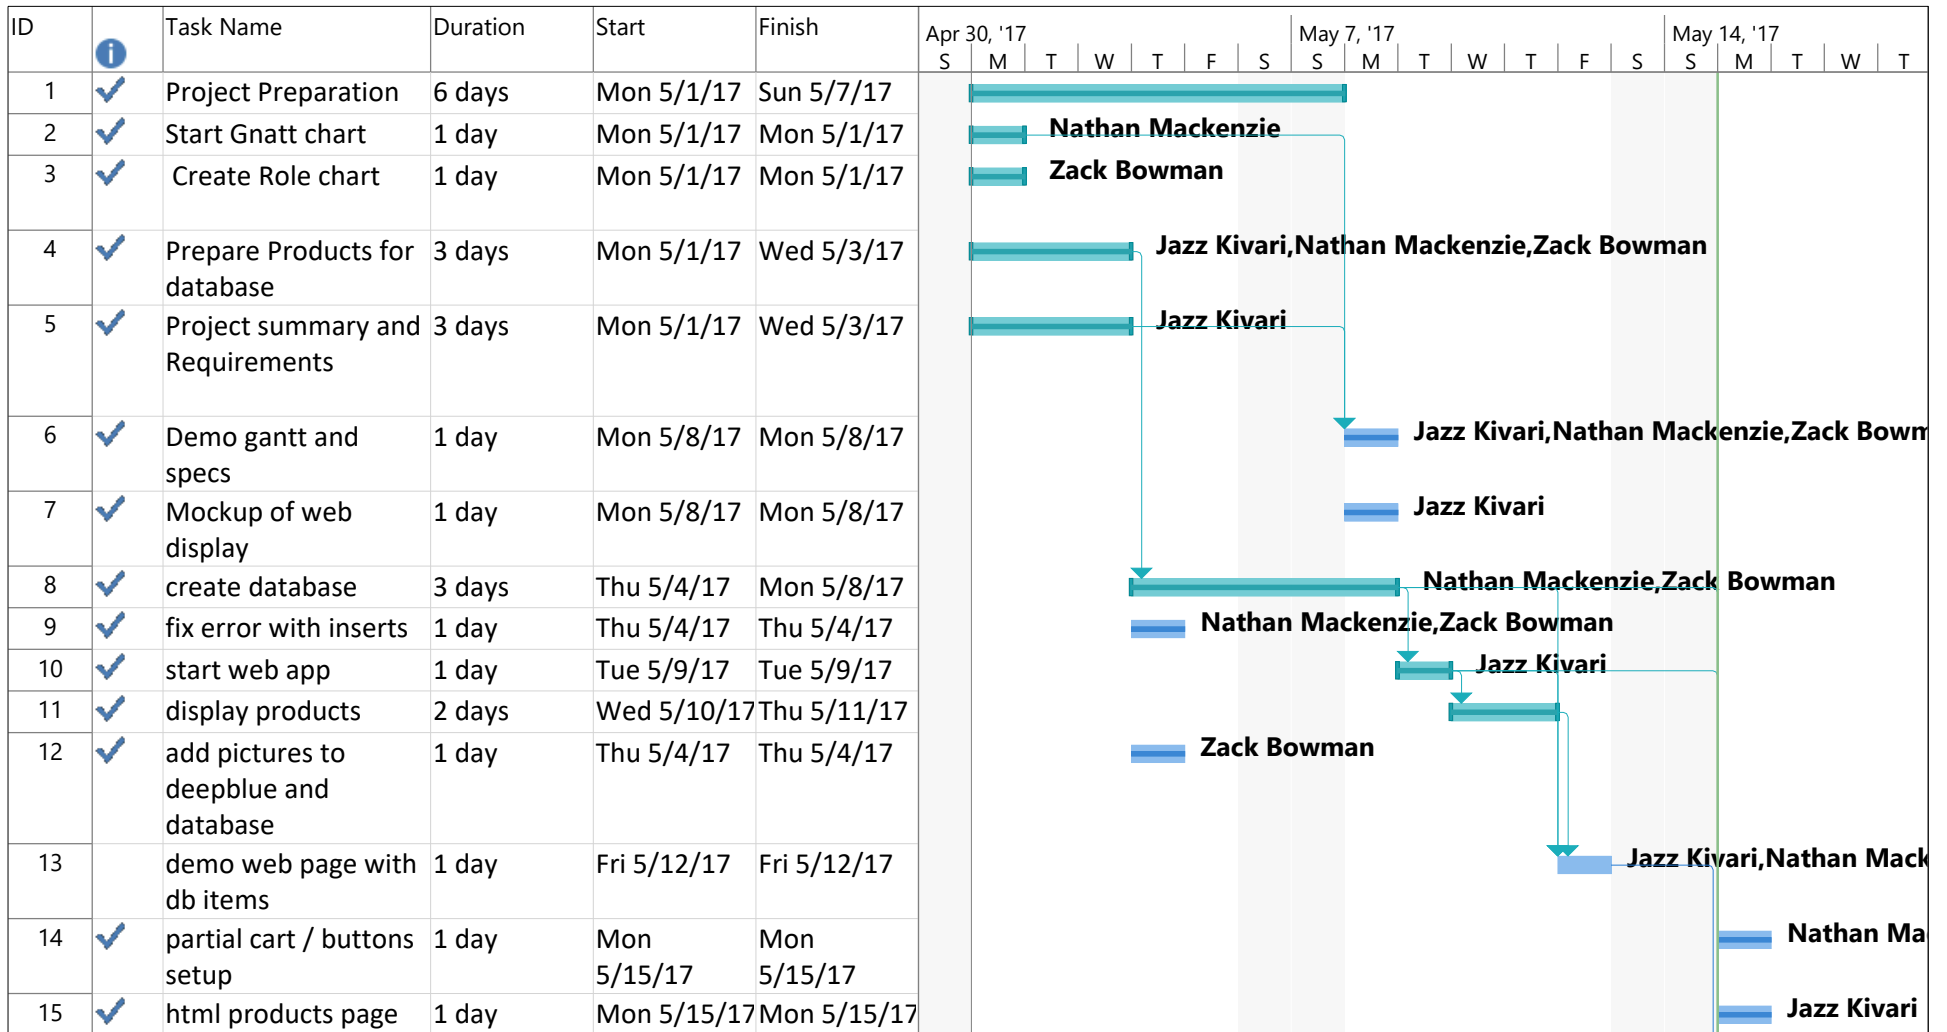 ID Task Name Duration Start Finish
Apr 30, '17 May 7, '17 May 14, '17
S M T W T F S S M T W T F S S M T W T
1 Project Preparation 6 days Mon 5/1/17 Sun 5/7/17
2 Start Gnatt chart 1 day Mon 5/1/17 Mon 5/1/17 Nathan Mackenzie
3 Create Role chart 1 day Mon 5/1/17 Mon 5/1/17 Zack Bowman
4 Prepare Products for 3 days Mon 5/1/17 Wed 5/3/17 Jazz Kivari,Nathan Mackenzie,Zack Bowman
database
5 Project summary and 3 days Mon 5/1/17 Wed 5/3/17 Jazz Kivari
Requirements
6 Demo gantt and 1 day Mon 5/8/17 Mon 5/8/17 Jazz Kivari,Nathan Mackenzie,Zack Bowm
specs
7 Mockup of web 1 day Mon 5/8/17 Mon 5/8/17 Jazz Kivari
display
8 create database 3 days Thu 5/4/17 Mon 5/8/17 Nathan Mackenzie,Zack Bowman
9 fix error with inserts 1 day Thu 5/4/17 Thu 5/4/17 Nathan Mackenzie,Zack Bowman
10 start web app 1 day Tue 5/9/17 Tue 5/9/17 Jazz Kivari
11 display products 2 days Wed 5/10/17 Thu 5/11/17
12 add pictures to 1 day Thu 5/4/17 Thu 5/4/17 Zack Bowman
deepblue and
database
13 demo web page with 1 day Fri 5/12/17 Fri 5/12/17 Jazz Kivari,Nathan Mack
db items
14 partial cart / buttons 1 day Mon Mon Nathan Ma
setup 5/15/17 5/15/17
15 html products page 1 day Mon 5/15/17 Mon 5/15/17 Jazz Kivari